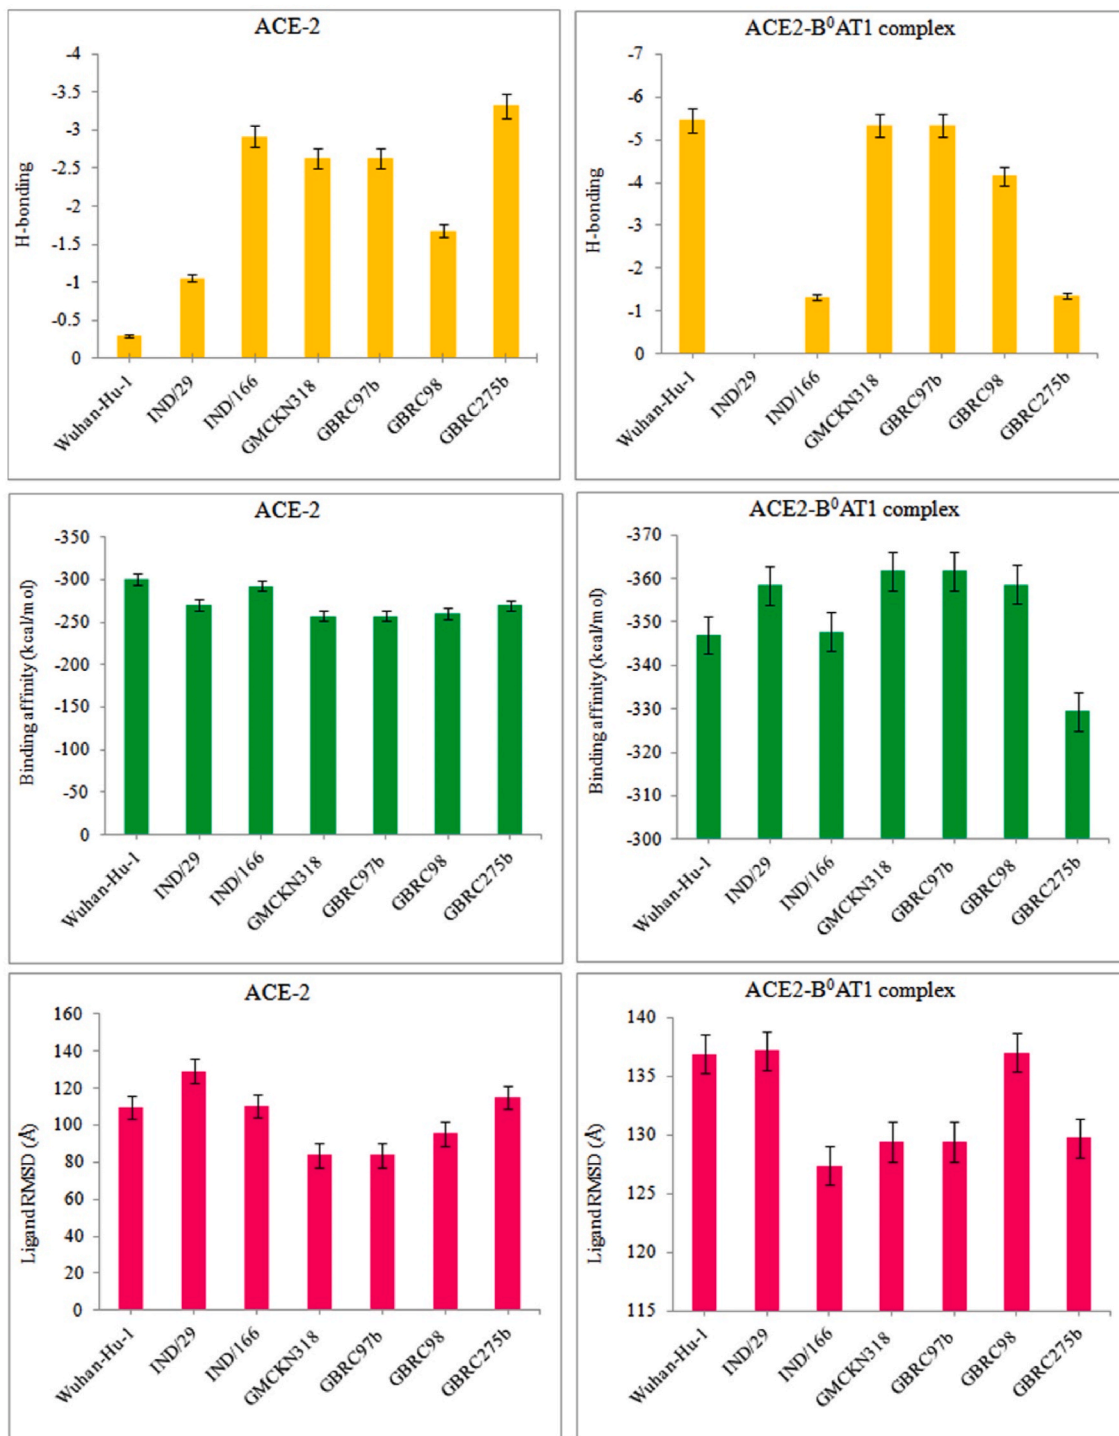 ACE-2
H-bonding
-4
-3.5
-3
-2.5
-2
-1.5
-1
-0.5
0
Wuhan-Hu-1
IND/29
IND/166
GMCKN318
GBRC97b
GBRC98
GBRC275b
ACE2-B⁰AT1 complex
H-bonding
-7
-6
-5
-4
-3
-2
-1
0
Wuhan-Hu-1
IND/29
IND/166
GMCKN318
GBRC97b
GBRC98
GBRC275b
ACE-2
Binding affinity (kcal/mol)
-350
-300
-250
-200
-150
-100
-50
0
Wuhan-Hu-1
IND/29
IND/166
GMCKN318
GBRC97b
GBRC98
GBRC275b
ACE2-B⁰AT1 complex
Binding affinity (kcal/mol)
-370
-360
-350
-340
-330
-320
-310
-300
Wuhan-Hu-1
IND/29
IND/166
GMCKN318
GBRC97b
GBRC98
GBRC275b
ACE-2
Ligand RMSD (Å)
160
140
120
100
80
60
40
20
0
Wuhan-Hu-1
IND/29
IND/166
GMCKN318
GBRC97b
GBRC98
GBRC275b
ACE2-B⁰AT1 complex
Ligand RMSD (Å)
140
135
130
125
120
115
Wuhan-Hu-1
IND/29
IND/166
GMCKN318
GBRC97b
GBRC98
GBRC275b